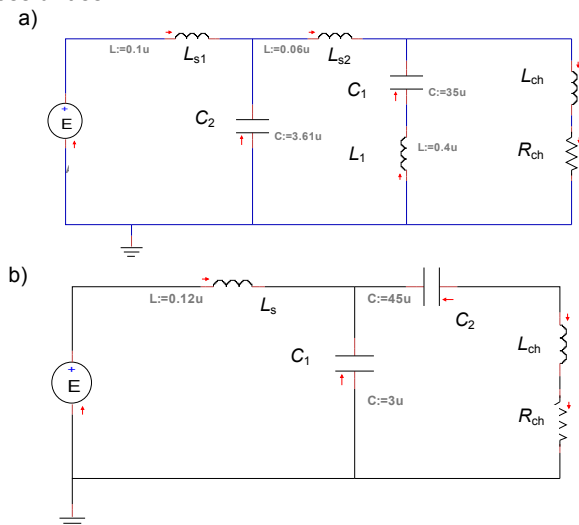 a)
L:=0.1u
L:=0.06u
Ls1
Ls2
Lch
C1
C2
C:=35u
E
C:=3.61u
L1
L:=0.4u
Rch
b)
L:=0.12u
Ls
C:=45u
C2
C1
Lch
E
C:=3u
Rch